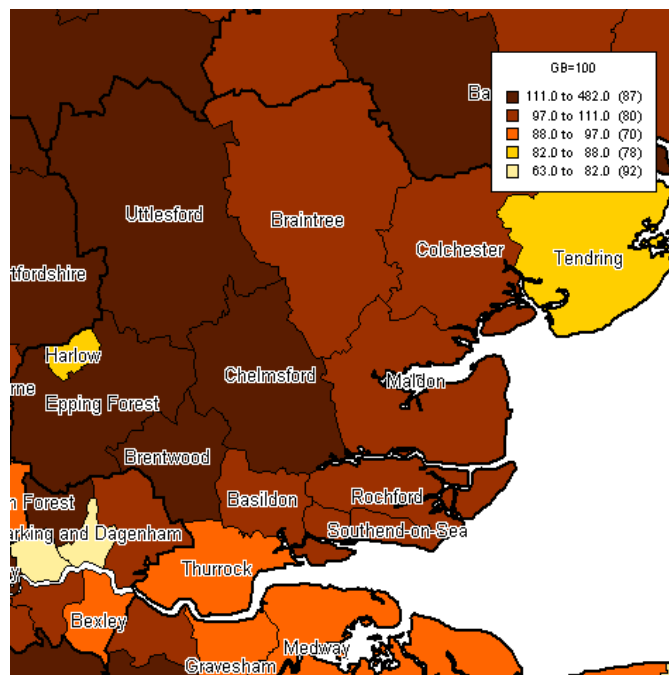 GB=100
Ba
111.0 to 482.0 (87)
97.0 to 111.0 (80)
88.0 to 97.0 (70)
82.0 to 88.0 (78)
63.0 to 82.0 (92)
Uttlesford
Braintree
Colchester
Tendring
rtfordshire
Harlow
Chelmsford
Maldon
rne
Epping Forest
Brentwood
n Forest
Basildon
Rochford
arking and Dagenham
Southend-on-Sea
y
Thurrock
Bexley
Medway
Gravesham